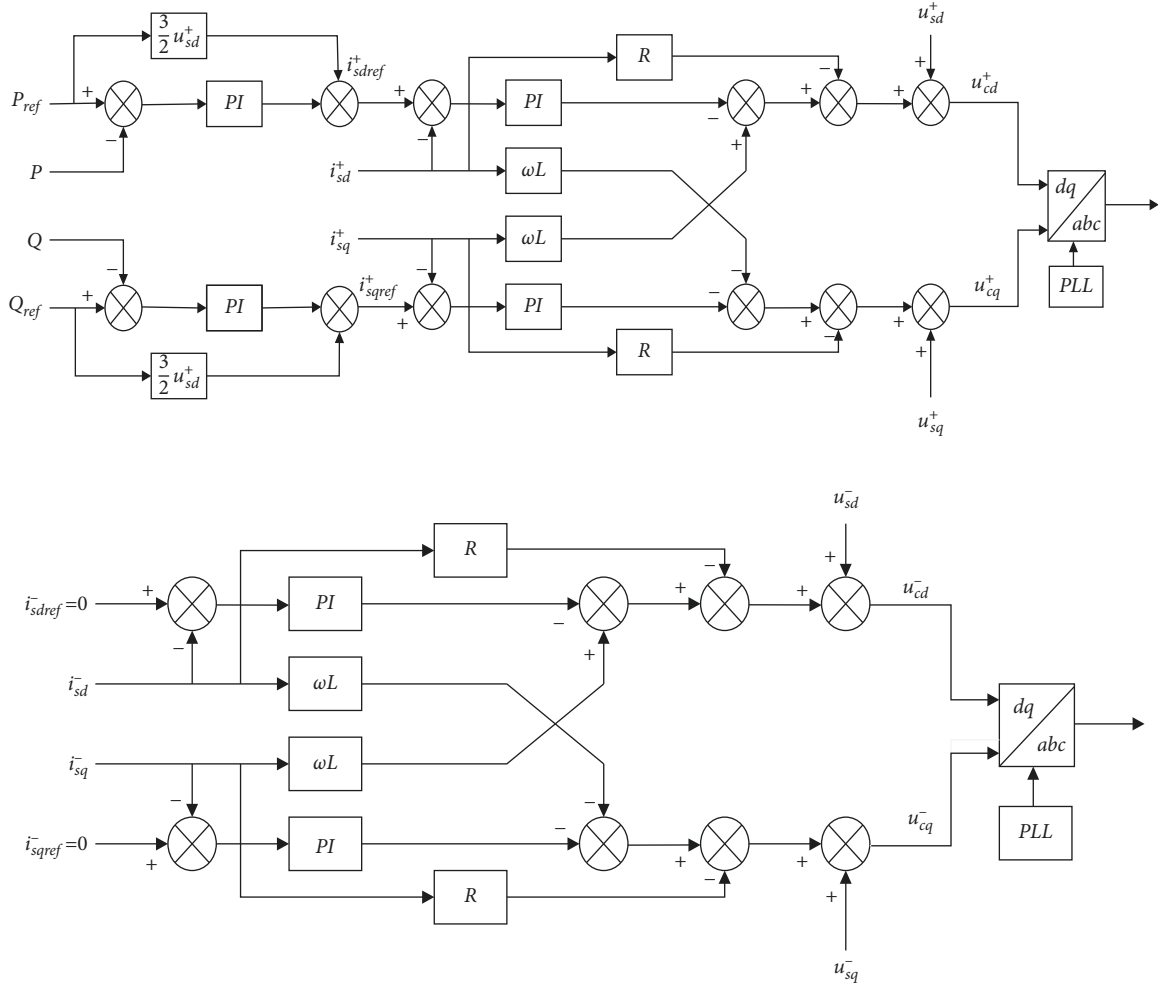 u⁺sd
3/2 u⁺sd
R
i⁺sdref
− + u⁺cd
Pref + PI + PI − + +
− − +
P i⁺sd ωL
dq
abc
Q i⁺sq ωL
− − −
Qref + PI i⁺sqref + PI − + + u⁺cq PLL
3/2 u⁺sd R − +
u⁺sq
u⁻sd
R
− +
i⁻sdref=0 + PI − + + u⁻cd
− +
i⁻sd ωL
dq
abc
i⁻sq ωL
− − −
i⁻sqref=0 + PI + + u⁻cq PLL
R − +
u⁻sq